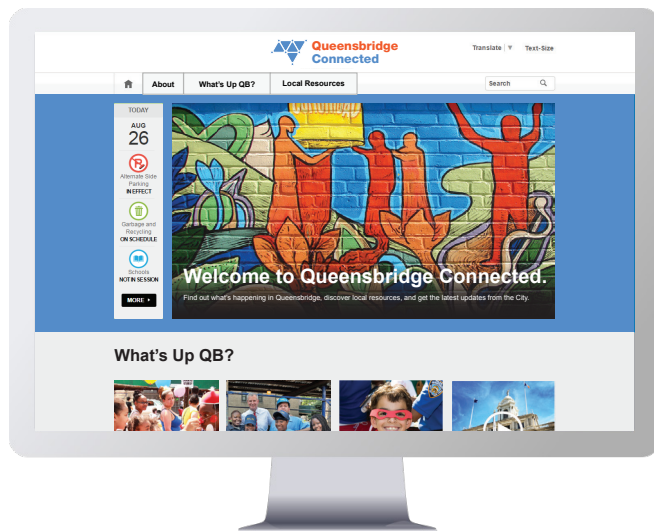 Queensbridge
Connected
Translate | ▼ Text-Size
About What's Up QB? Local Resources Search
TODAY
AUG
26
Alternate Side
Parking
IN EFFECT
Garbage and
Recycling
ON SCHEDULE
Schools
NOT IN SESSION
MORE
Welcome to Queensbridge Connected.
Find out what's happening in Queensbridge, discover local resources, and get the latest updates from the City.
What's Up QB?